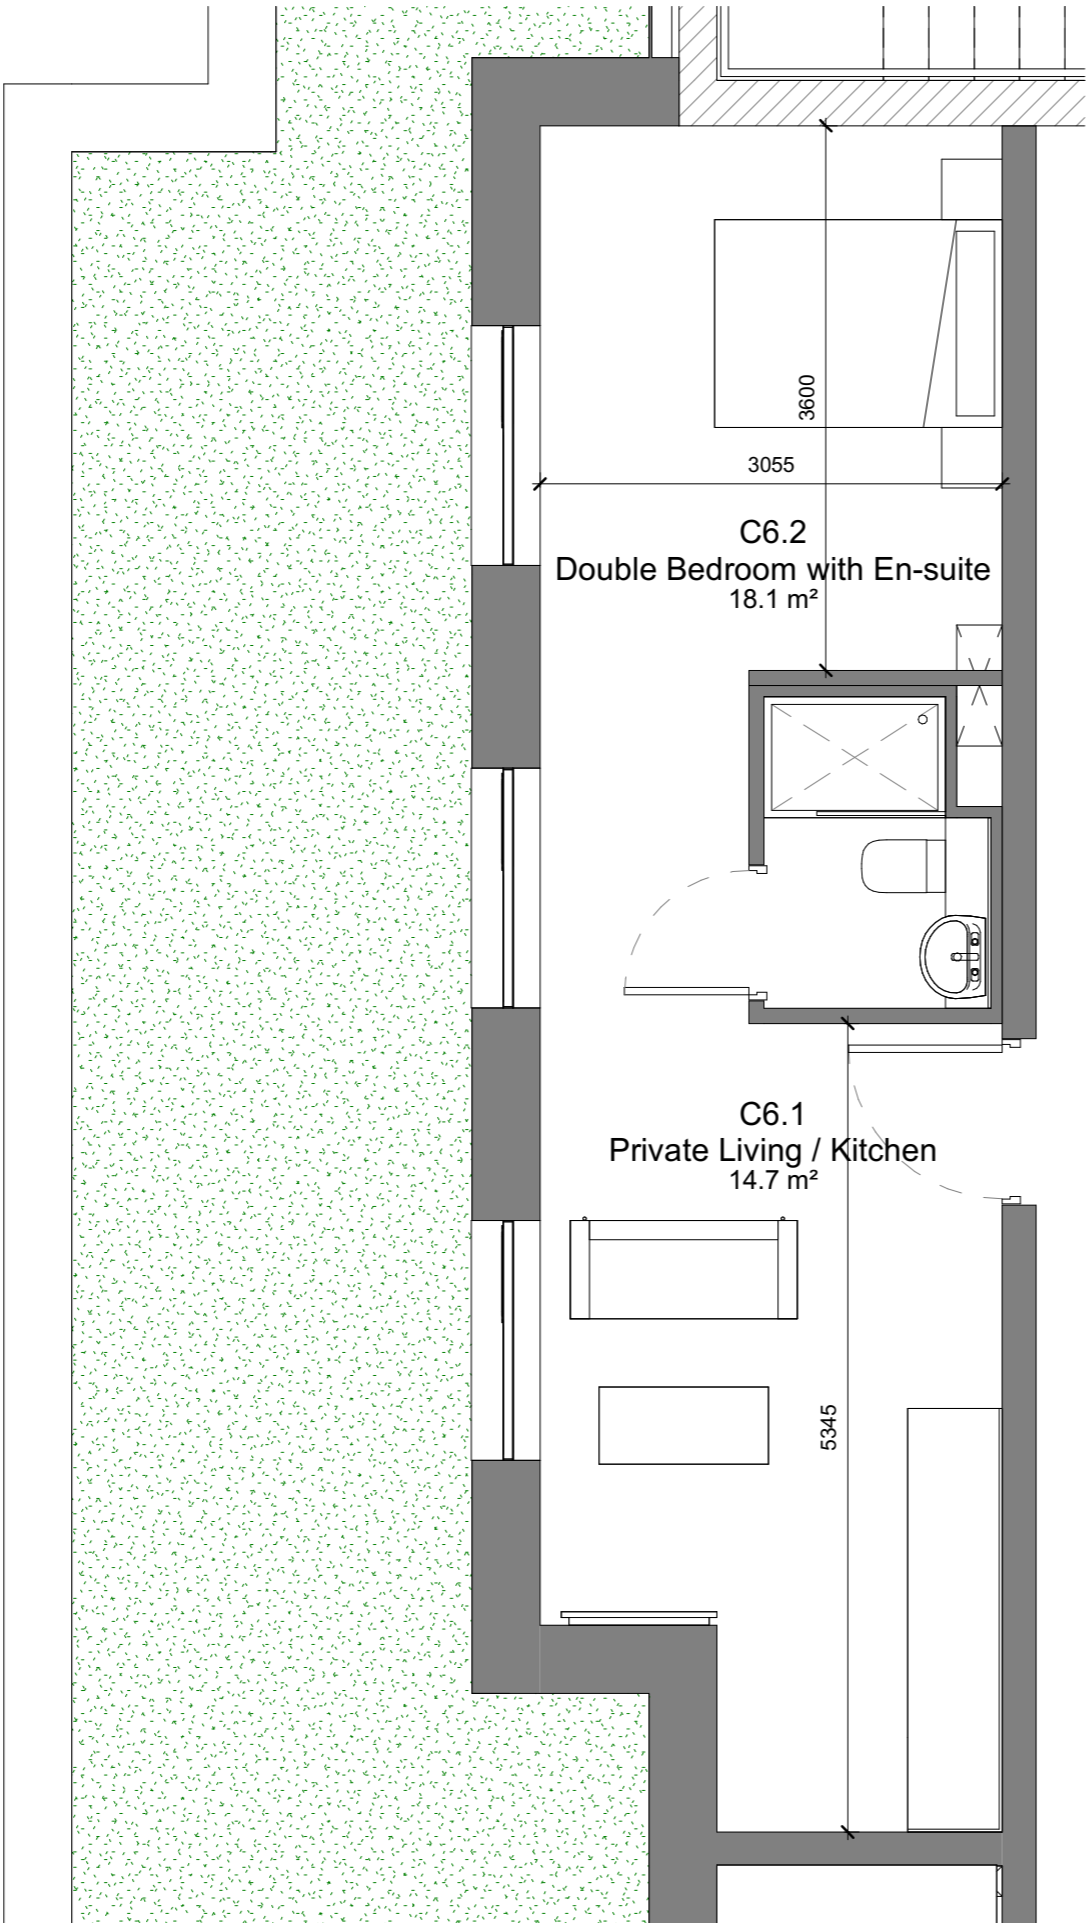 3600
3055
C6.2
Double Bedroom with En-suite
18.1 m²
C6.1
Private Living / Kitchen
14.7 m²
5345